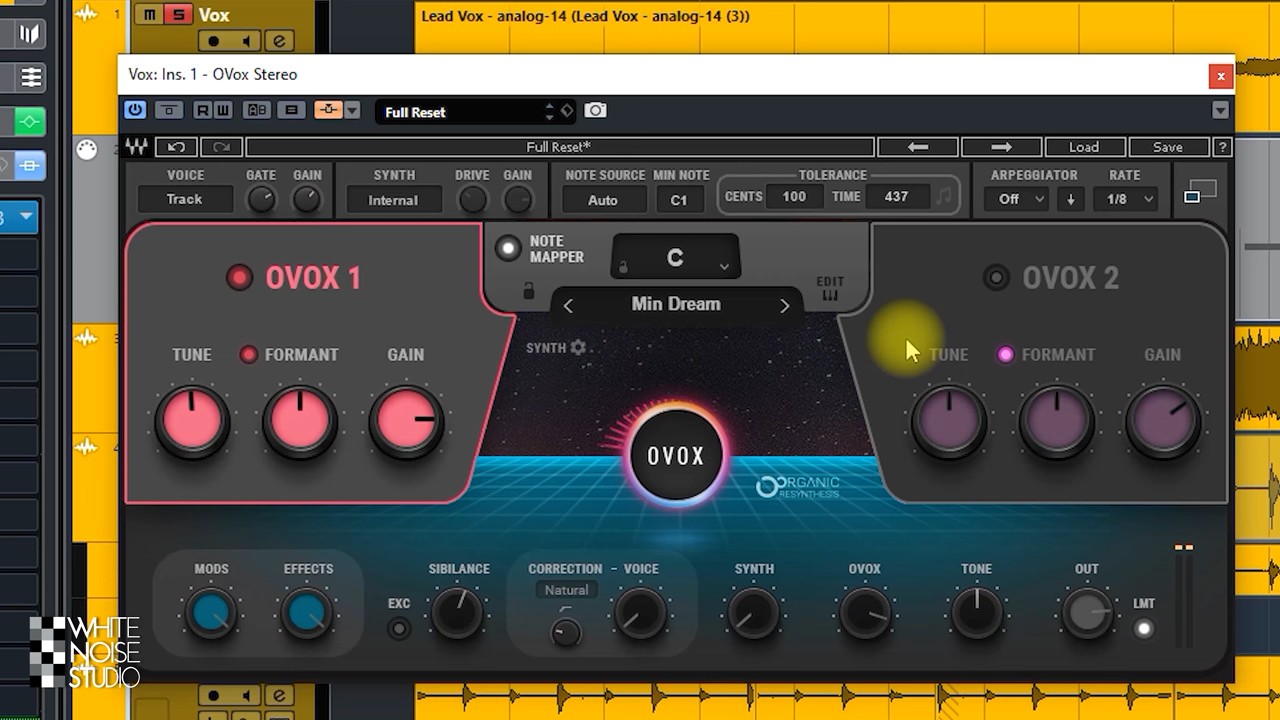 1
M S Vox
Lead Vox - analog-14 (Lead Vox - analog-14 (3))
e
Vox: Ins. 1 - OVox Stereo
x
R W
Full Reset
2
Full Reset*
Load
Save
?
VOICE
GATE
GAIN
Track
SYNTH
DRIVE
GAIN
Internal
NOTE SOURCE
MIN NOTE
Auto
C1
TOLERANCE
CENTS
100
TIME
437
ARPEGGIATOR
RATE
Off
1/8
OVOX 1
NOTE
MAPPER
C
EDIT
Min Dream
OVOX 2
TUNE
FORMANT
GAIN
SYNTH
TUNE
FORMANT
GAIN
3
4
OVOX
ORGANIC
RESYNTHESIS
MODS
EFFECTS
SIBILANCE
CORRECTION - VOICE
SYNTH
OVOX
TONE
OUT
Natural
EXC
LMT
WHITE
NOISE
STUDIO
e